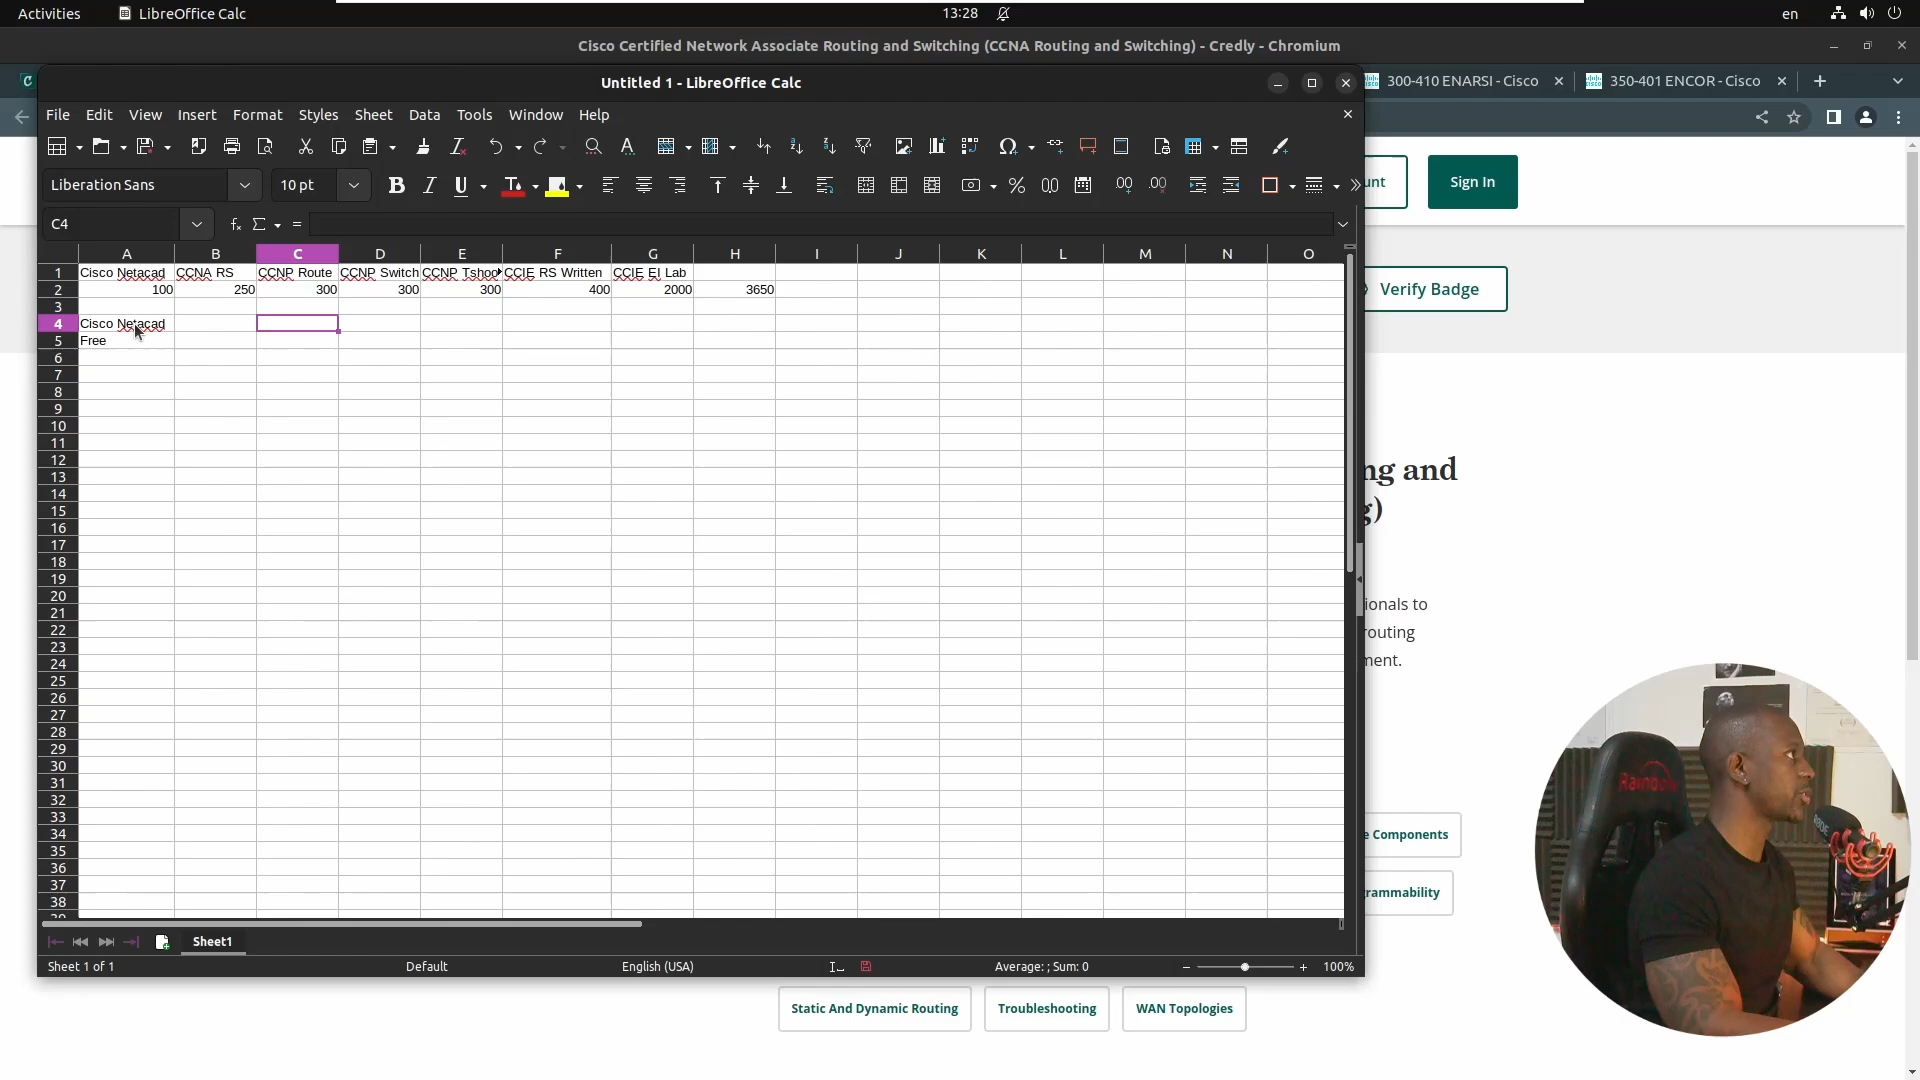 Activities LibreOffice Calc 13:28 en
Cisco Certified Network Associate Routing and Switching (CCNA Routing and Switching) - Credly - Chromium
Untitled 1 - LibreOffice Calc
300-410 ENARSI - Cisco 350-401 ENCOR - Cisco
File Edit View Insert Format Styles Sheet Data Tools Window Help
Liberation Sans 10 pt
unt Sign In
C4
A B C D E F G H I J K L M N O
1 Cisco Netacad CCNA RS CCNP Route CCNP Switch CCNP Tshoo CCIE RS Written CCIE EI Lab
2 100 250 300 300 300 400 2000 3650
Verify Badge
3
4 Cisco Netacad
5 Free
6
7
8
9
10
11
12
13
14
15
16
17
18
19
20
21
22
23
24
25
26
27
28
29
30
31
32
33
34
35
36
37
38
ng and
g)
ionals to
routing
ment.
e Components
grammability
Rainbow
RØDE
Sheet1
Sheet 1 of 1 Default English (USA) Average: ; Sum: 0 100%
Static And Dynamic Routing Troubleshooting WAN Topologies